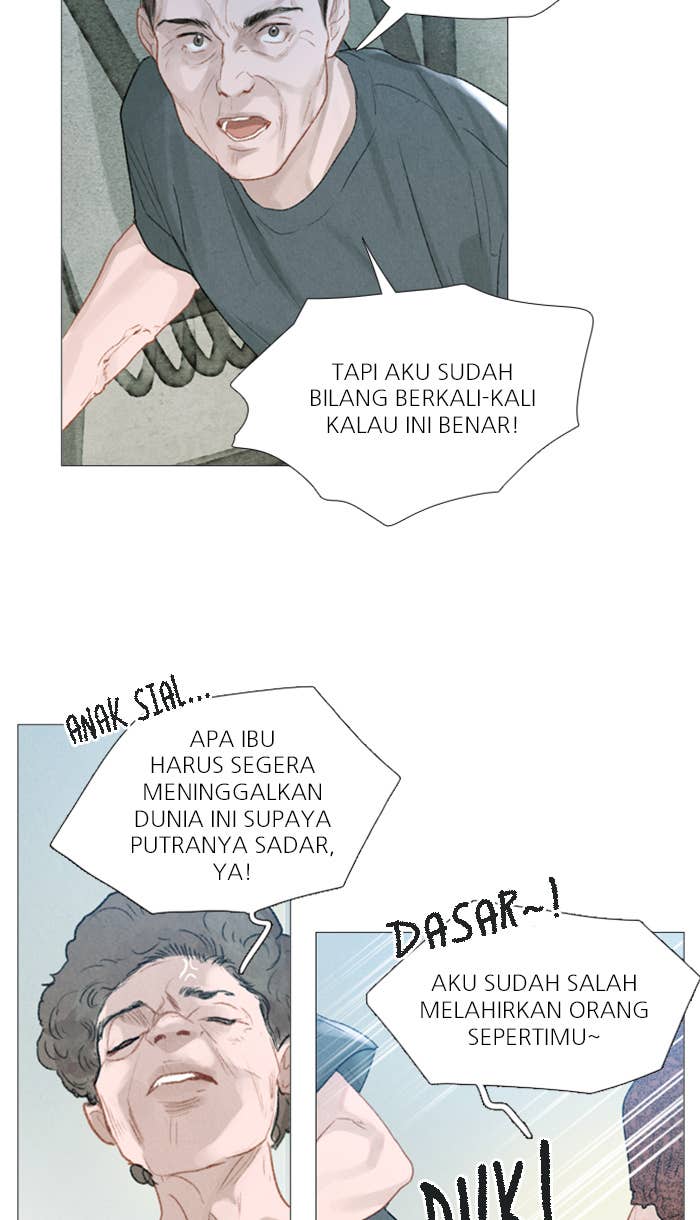 TAPI AKU SUDAH
BILANG BERKALI-KALI
KALAU INI BENAR!
ANAK SIAL...
APA IBU
HARUS SEGERA
MENINGGALKAN
DUNIA INI SUPAYA
PUTRANYA SADAR,
YA!
DASAR~!
AKU SUDAH SALAH
MELAHIRKAN ORANG
SEPERTIMU~
DUK!